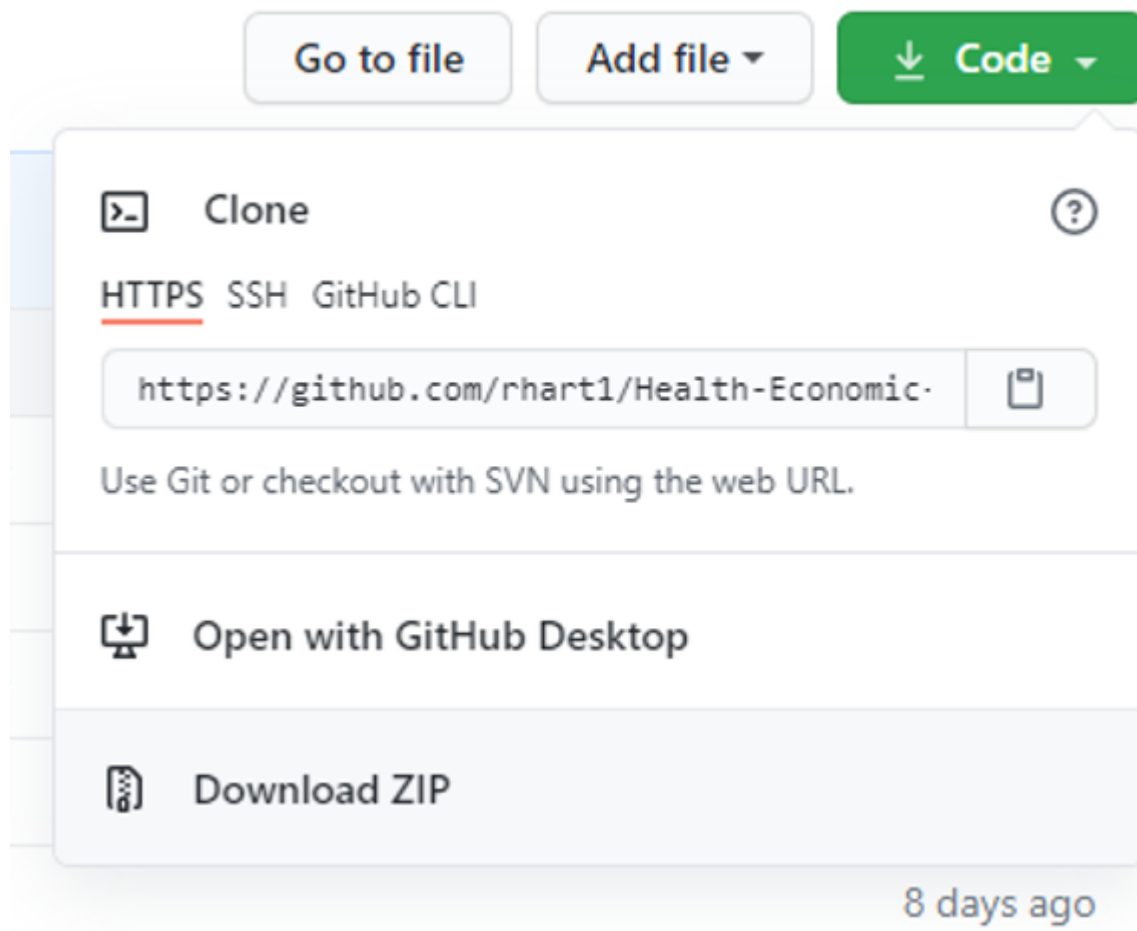 Go to file Add file Code
Clone
HTTPS SSH GitHub CLI
https://github.com/rhart1/Health-Economic-
Use Git or checkout with SVN using the web URL.
Open with GitHub Desktop
Download ZIP
8 days ago